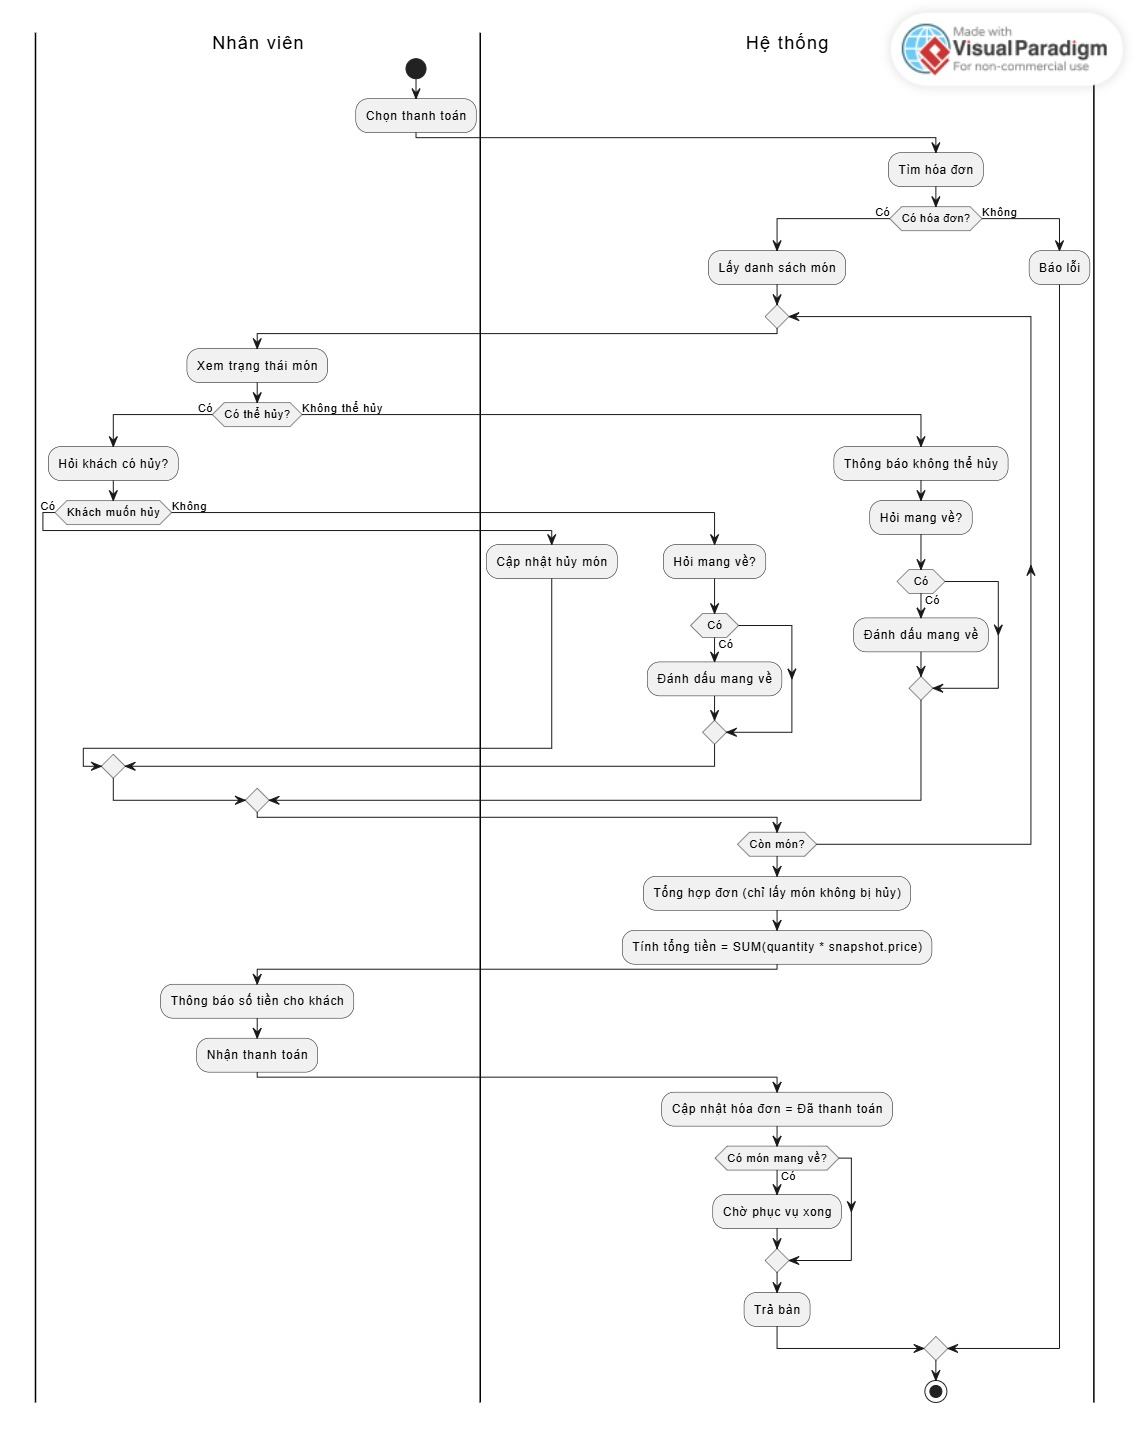 Nhân viên
Hệ thống
Made with
Visual Paradigm
For non-commercial use
Chọn thanh toán
Tìm hóa đơn
Có
Có hóa đơn?
Không
Lấy danh sách món
Báo lỗi
Xem trạng thái món
Có
Có thể hủy?
Không thể hủy
Hỏi khách có hủy?
Thông báo không thể hủy
Có
Khách muốn hủy
Không
Hỏi mang về?
Cập nhật hủy món
Hỏi mang về?
Có
Có
Có
Có
Đánh dấu mang về
Đánh dấu mang về
Còn món?
Tổng hợp đơn (chỉ lấy món không bị hủy)
Tính tổng tiền = SUM(quantity * snapshot.price)
Thông báo số tiền cho khách
Nhận thanh toán
Cập nhật hóa đơn = Đã thanh toán
Có món mang về?
Có
Chờ phục vụ xong
Trả bàn